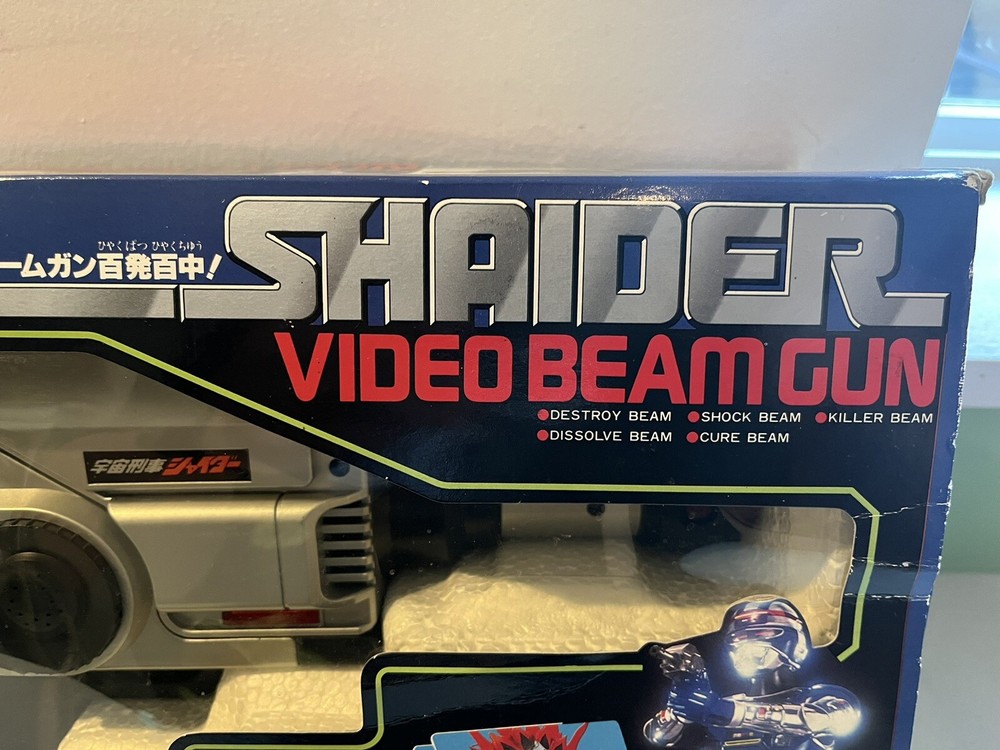 SHAIDER
ひゃくぱつ ひゃくちゅう
ームガン百発百中!
VIDEO BEAM GUN
●DESTROY BEAM ●SHOCK BEAM ●KILLER BEAM
●DISSOLVE BEAM ●CURE BEAM
宇宙刑事シャイダー